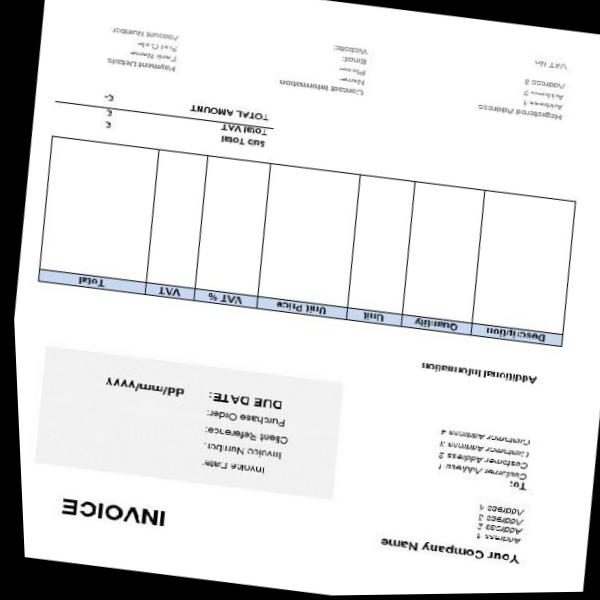 Your Company Name
INVOICE
Address 1
Address 2
Address 3
Address 4
To:
Customer Address 1
Customer Address 2
Customer Address 3
Customer Address 4
Invoice Date:
Invoice Number:
Client Reference:
Purchase Order:
DUE DATE: dd/mm/yyyy
Additional Information
Description Quantity Unit Unit Price VAT % VAT Total
Sub Total £
Total VAT £
TOTAL AMOUNT £-
Registered Address
Address 1
Address 2
Address 3
VAT No
Contact Information
Name:
Phone:
Email:
Website:
Payment Details
Bank Name
Sort Code
Account Number